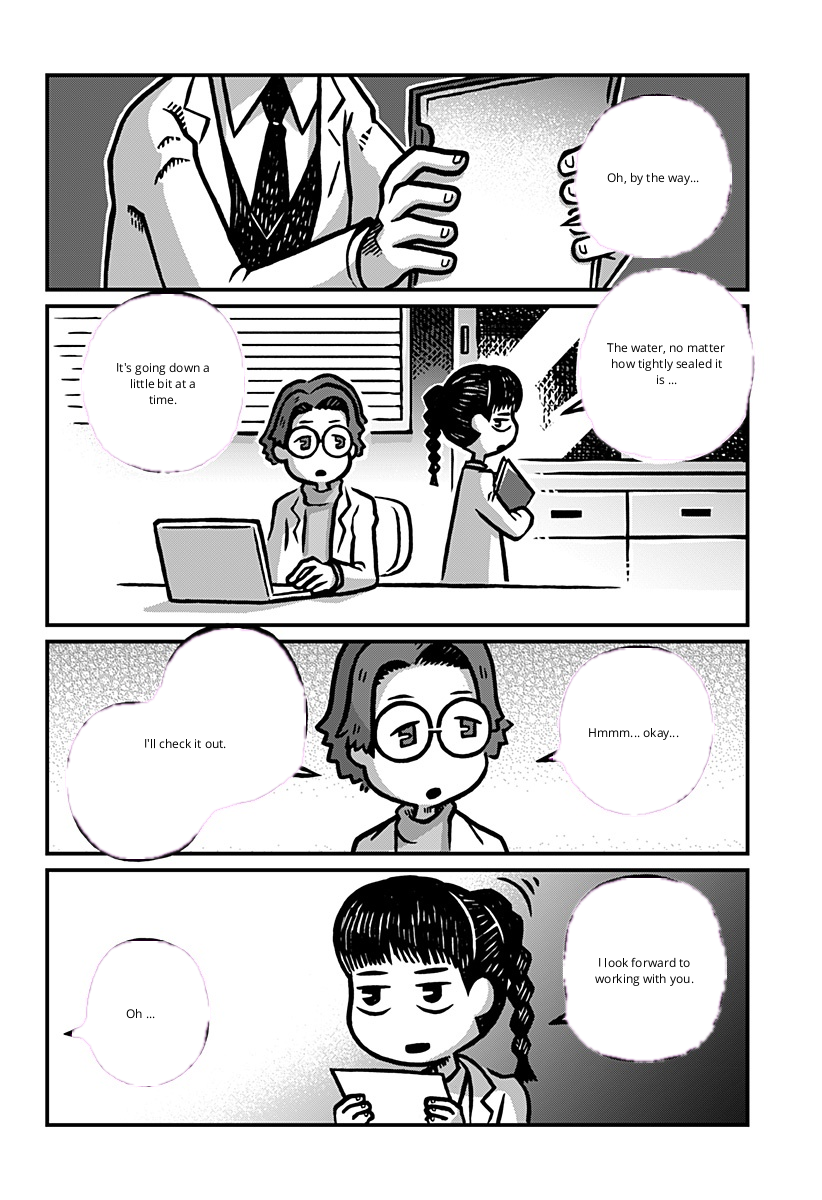 Oh, by the way...
The water, no matter
how tightly sealed it
is ...
It's going down a
little bit at a
time.
Hmmm... okay...
I'll check it out.
I look forward to
working with you.
Oh ...